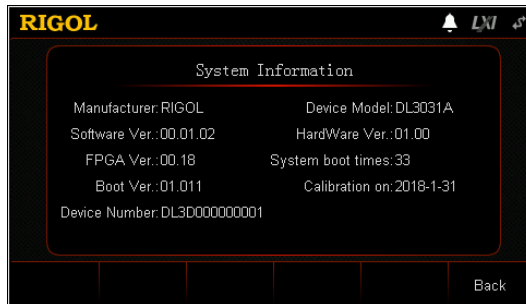 RIGOL LXI
System Information
Manufacturer:RIGOL Device Model:DL3031A
Software Ver.:00.01.02 HardWare Ver.:01.00
FPGA Ver.:00.18 System boot times:33
Boot Ver.:01.011 Calibration on:2018-1-31
Device Number:DL3D000000001
Back